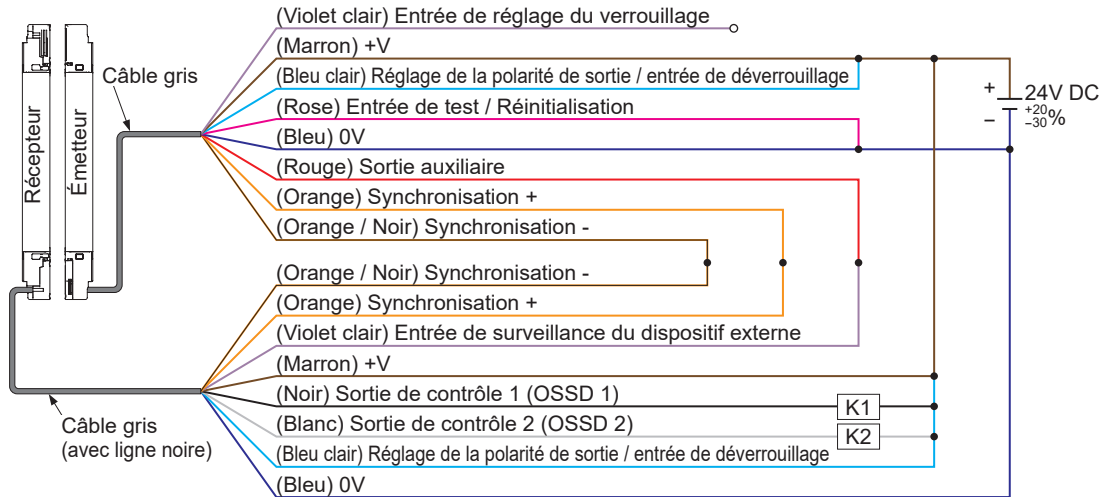 (Violet clair) Entrée de réglage du verrouillage
(Marron) +V
Câble gris
(Bleu clair) Réglage de la polarité de sortie / entrée de déverrouillage
(Rose) Entrée de test / Réinitialisation
+
−
24V DC
+20
−30%
(Bleu) 0V
Récepteur
Émetteur
(Rouge) Sortie auxiliaire
(Orange) Synchronisation +
(Orange / Noir) Synchronisation -
(Orange / Noir) Synchronisation -
(Orange) Synchronisation +
(Violet clair) Entrée de surveillance du dispositif externe
(Marron) +V
(Noir) Sortie de contrôle 1 (OSSD 1)
K1
Câble gris
(avec ligne noire)
(Blanc) Sortie de contrôle 2 (OSSD 2)
K2
(Bleu clair) Réglage de la polarité de sortie / entrée de déverrouillage
(Bleu) 0V